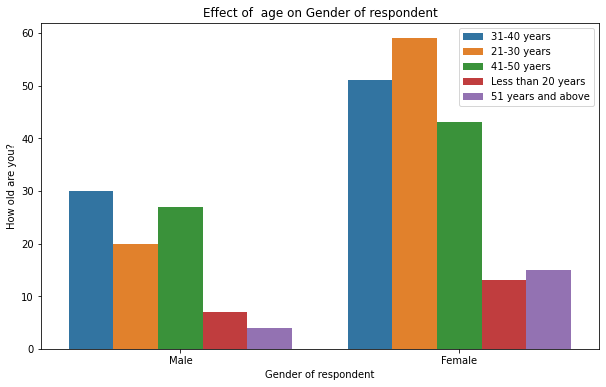 Effect of  age on Gender of respondent
31-40 years
21-30 years
41-50 yaers
Less than 20 years
51 years and above
How old are you?
60
50
40
30
20
10
0
Male
Female
Gender of respondent